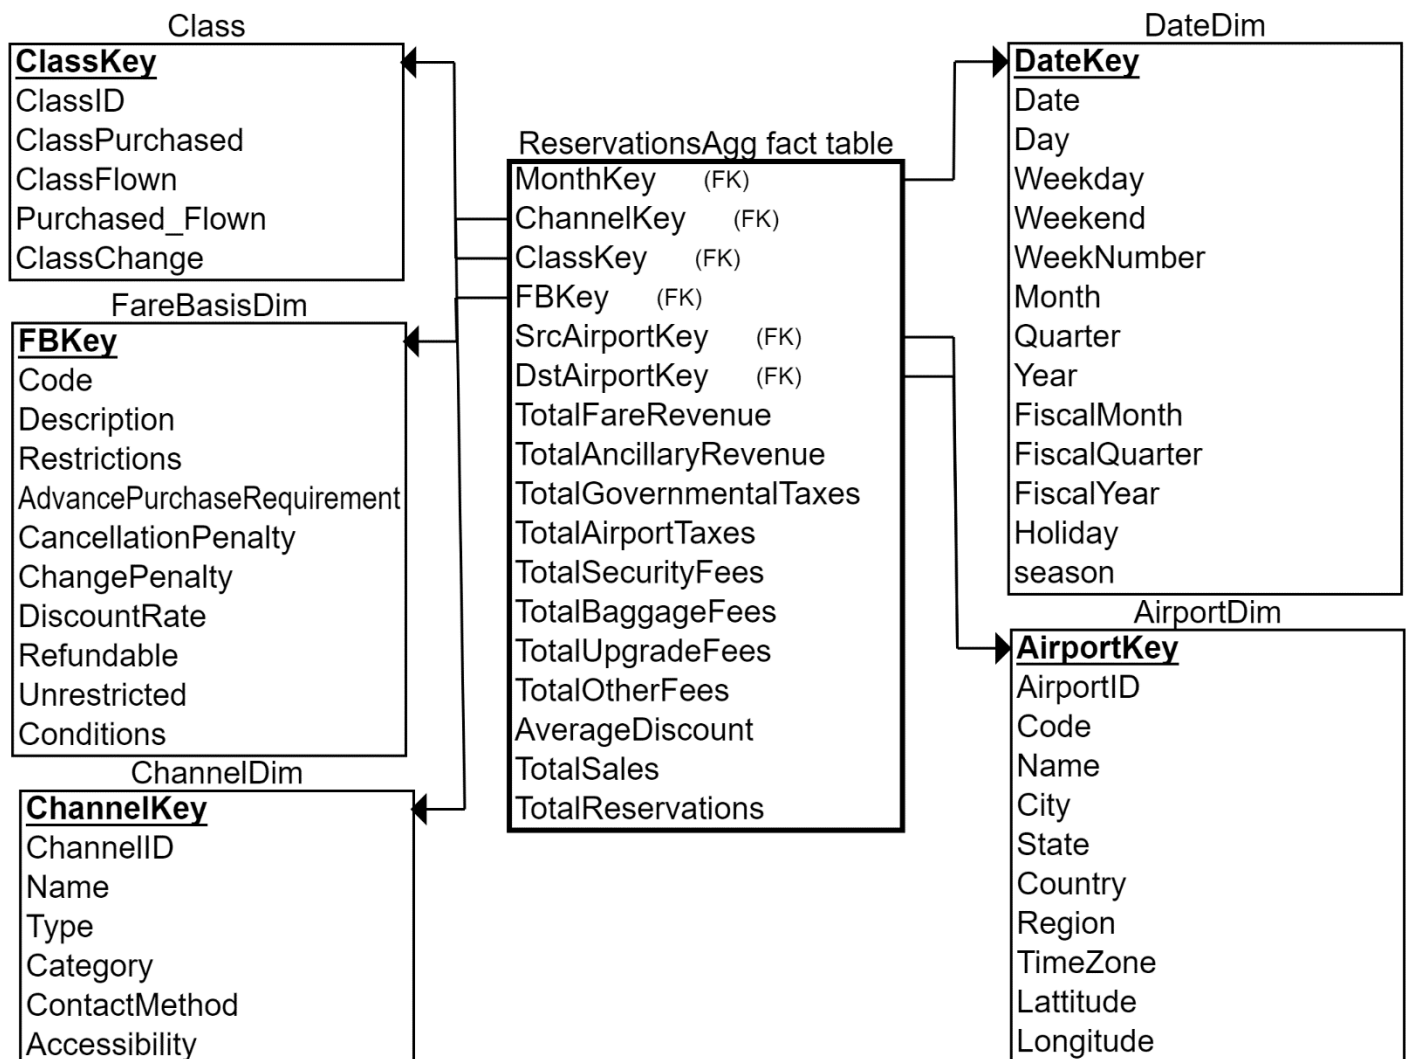 Class
ClassKey
ClassID
ClassPurchased
ClassFlown
Purchased_Flown
ClassChange
FareBasisDim
FBKey
Code
Description
Restrictions
AdvancePurchaseRequirement
CancellationPenalty
ChangePenalty
DiscountRate
Refundable
Unrestricted
Conditions
ChannelDim
ChannelKey
ChannelID
Name
Type
Category
ContactMethod
Accessibility
ReservationsAgg fact table
MonthKey (FK)
ChannelKey (FK)
ClassKey (FK)
FBKey (FK)
SrcAirportKey (FK)
DstAirportKey (FK)
TotalFareRevenue
TotalAncillaryRevenue
TotalGovernmentalTaxes
TotalAirportTaxes
TotalSecurityFees
TotalBaggageFees
TotalUpgradeFees
TotalOtherFees
AverageDiscount
TotalSales
TotalReservations
DateDim
DateKey
Date
Day
Weekday
Weekend
WeekNumber
Month
Quarter
Year
FiscalMonth
FiscalQuarter
FiscalYear
Holiday
season
AirportDim
AirportKey
AirportID
Code
Name
City
State
Country
Region
TimeZone
Lattitude
Longitude